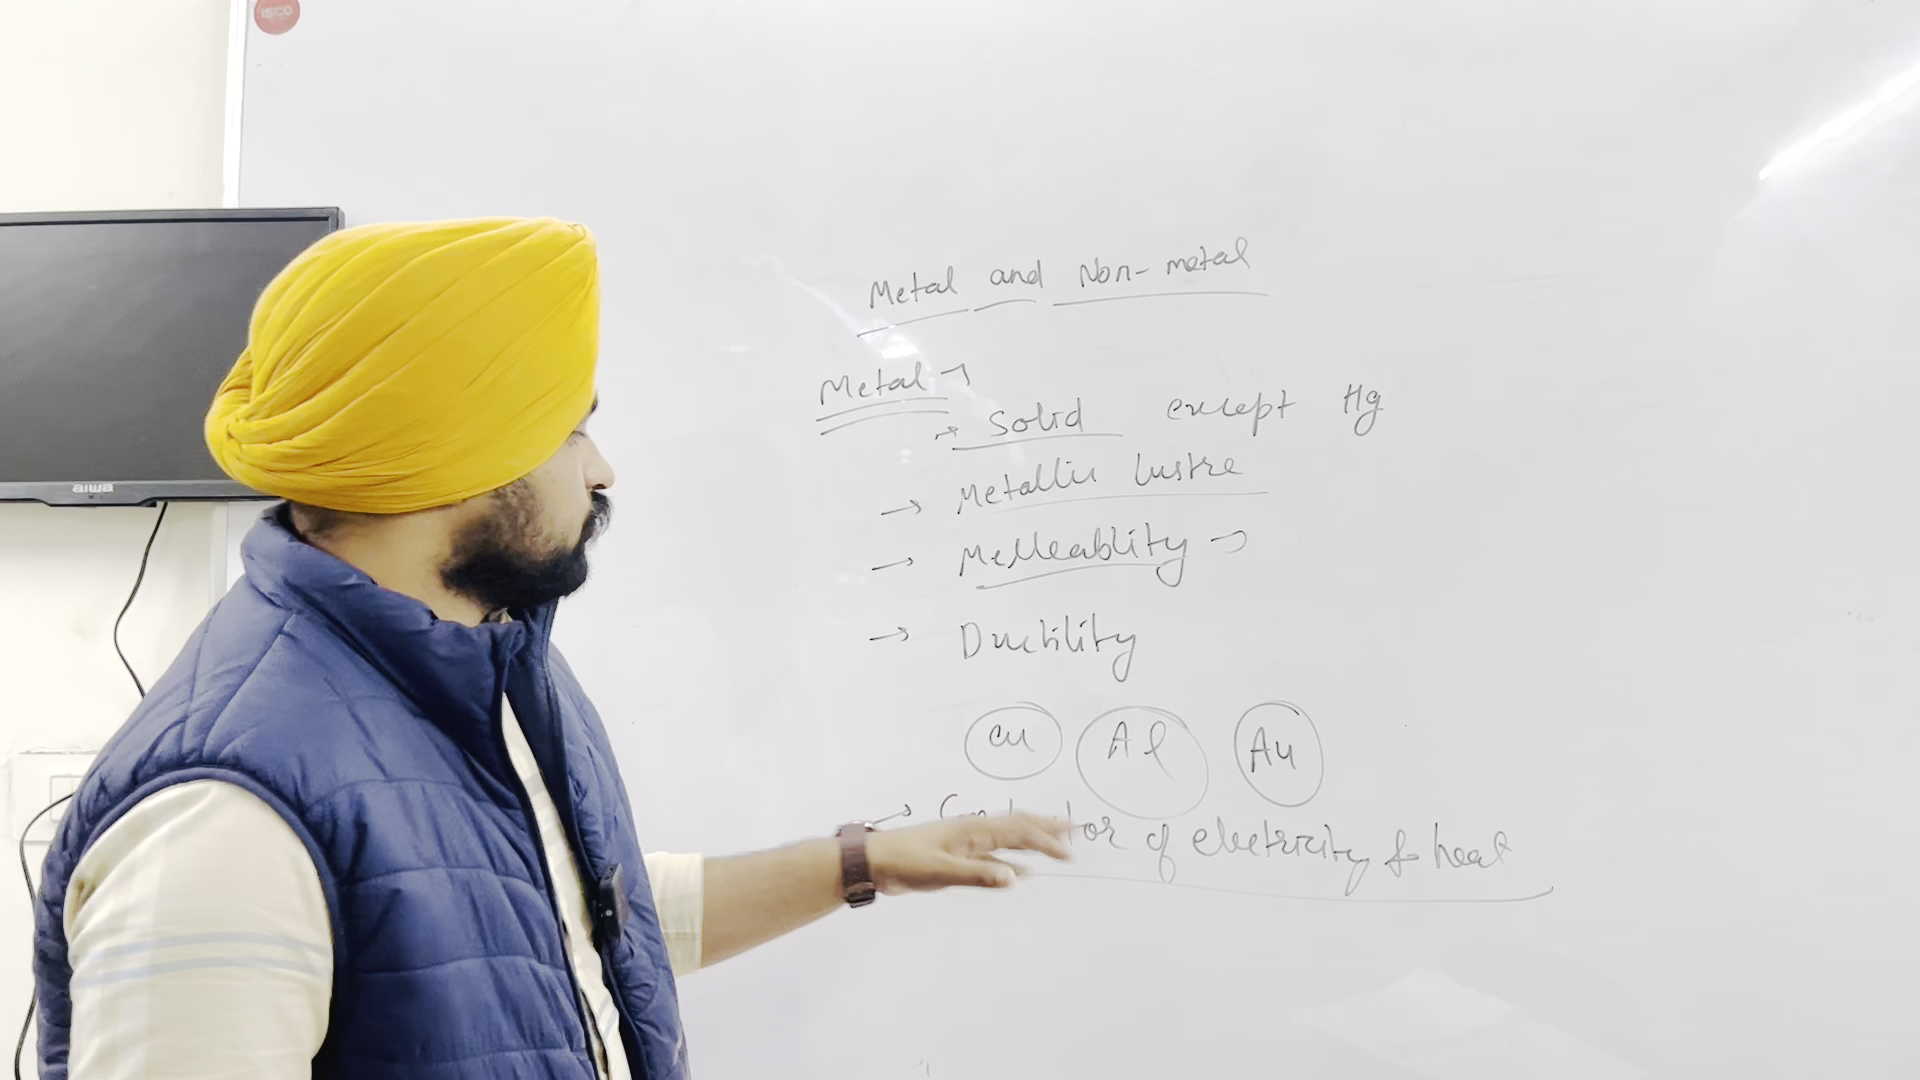 ISCO
aiwa
Metal and Non-metal
Metal →
→ Solid except Hg
→ Metallic lustre
→ Melleablity →
→ Ductility
Cu Al Au
→ of electricity & heat